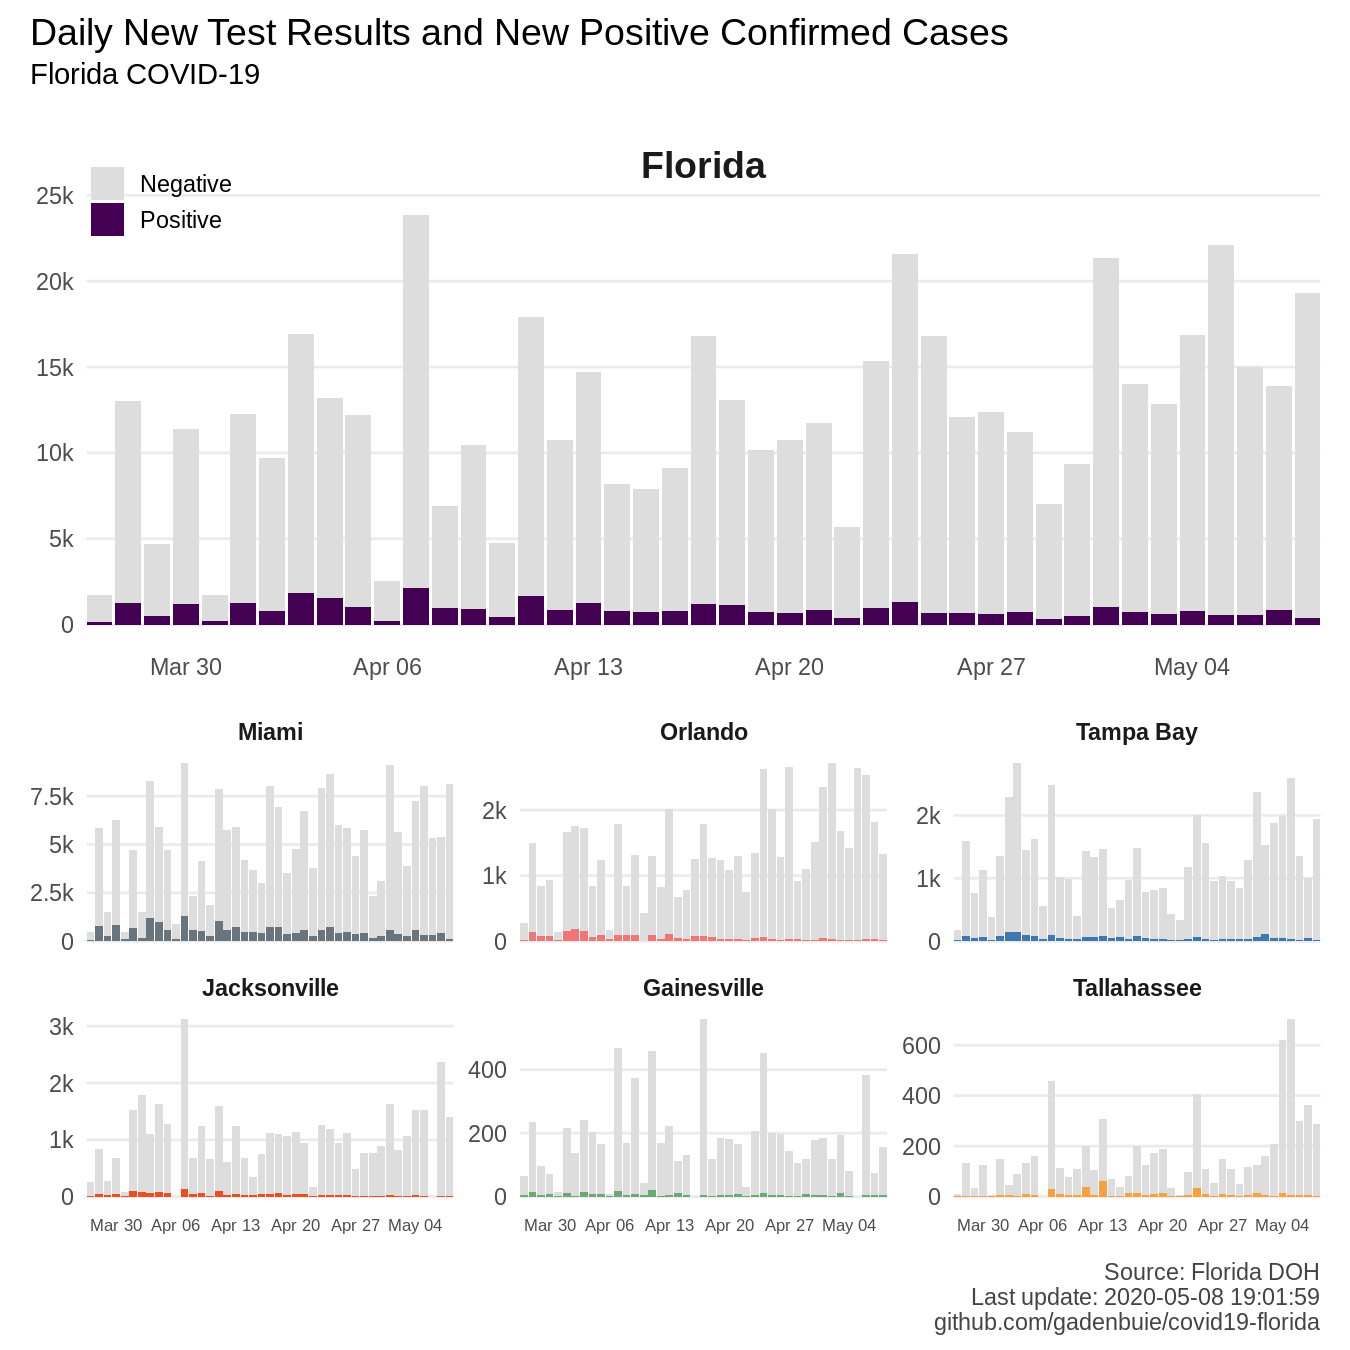 Daily New Test Results and New Positive Confirmed Cases
Florida COVID-19
Florida
Negative
Positive
25k
20k
15k
10k
5k
0
Mar 30 Apr 06 Apr 13 Apr 20 Apr 27 May 04
Miami
7.5k
5k
2.5k
0
Orlando
2k
1k
0
Tampa Bay
2k
1k
0
Jacksonville
3k
2k
1k
0
Mar 30 Apr 06 Apr 13 Apr 20 Apr 27 May 04
Gainesville
400
200
0
Mar 30 Apr 06 Apr 13 Apr 20 Apr 27 May 04
Tallahassee
600
400
200
0
Mar 30 Apr 06 Apr 13 Apr 20 Apr 27 May 04
Source: Florida DOH
Last update: 2020-05-08 19:01:59
github.com/gadenbuie/covid19-florida